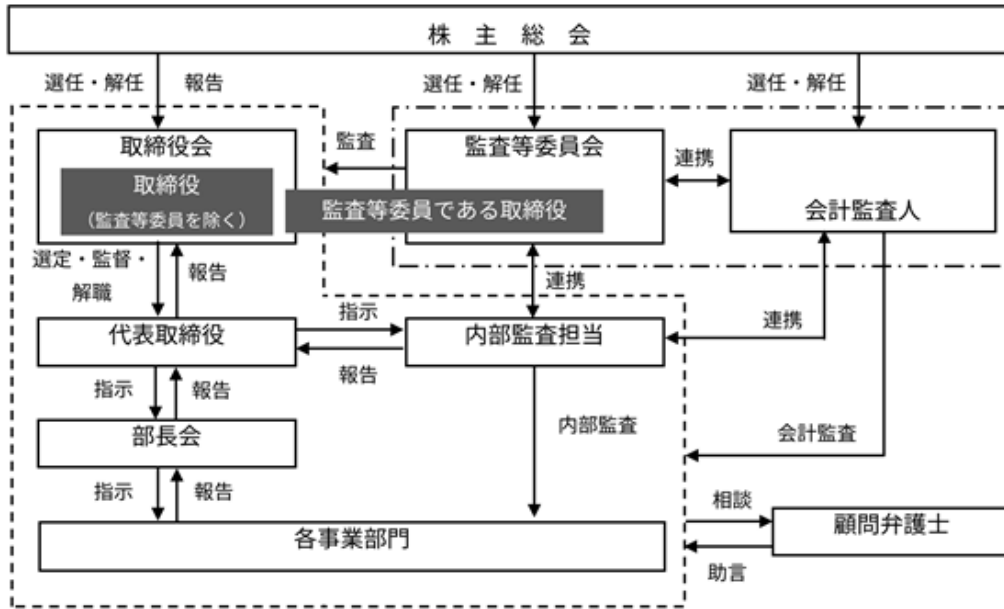 株 主 総 会
選任・解任
報告
選任・解任
選任・解任
取締役会
取締役
（監査等委員を除く）
監査
監査等委員会
監査等委員である取締役
連携
会計監査人
選定・監督・
解職
報告
連携
代表取締役
指示
報告
内部監査担当
連携
指示
報告
部長会
内部監査
会計監査
指示
報告
各事業部門
相談
助言
顧問弁護士